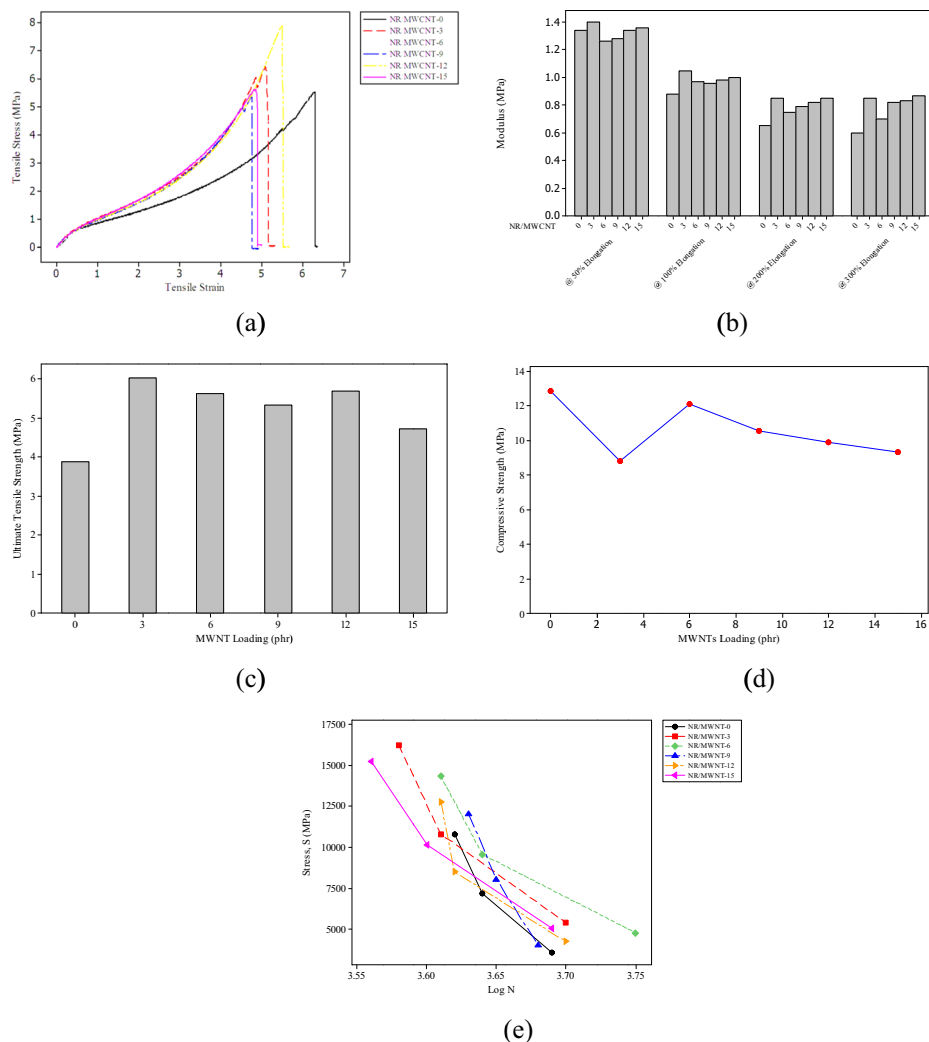 NR/MWCNT-0
NR/MWCNT-3
NR/MWCNT-6
NR/MWCNT-9
NR/MWCNT-12
NR/MWCNT-15
Tensile Stress (MPa)
8
7
6
5
4
3
2
1
0
0 1 2 3 4 5 6 7
Tensile Strain
(a)
Modulus (MPa)
1.4
1.2
1.0
0.8
0.6
0.4
0.2
0.0
NR/MWCNT
0 3 6 9 12 15 0 3 6 9 12 15 0 3 6 9 12 15 0 3 6 9 12 15
@ 50% Elongation
@ 100% Elongation
@ 200% Elongation
@ 300% Elongation
(b)
Ultimate Tensile Strength (MPa)
6
5
4
3
2
1
0
0 3 6 9 12 15
MWNT Loading (phr)
(c)
Compressive Strength (MPa)
14
12
10
8
6
4
2
0
0 2 4 6 8 10 12 14 16
MWNTs Loading (phr)
(d)
Stress, S (MPa)
17500
15000
12500
10000
7500
5000
3.55 3.60 3.65 3.70 3.75
Log N
NR/MWNT-0
NR/MWNT-3
NR/MWNT-6
NR/MWNT-9
NR/MWNT-12
NR/MWNT-15
(e)